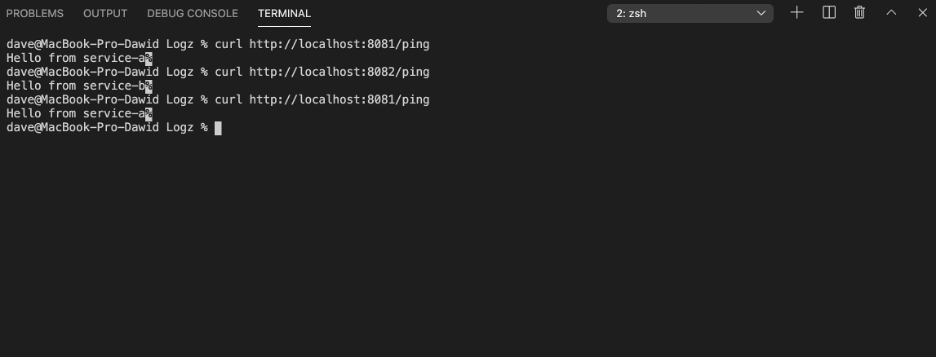 PROBLEMS OUTPUT DEBUG CONSOLE TERMINAL 2: zsh
dave@MacBook-Pro-Dawid Logz % curl http://localhost:8081/ping
Hello from service-a%
dave@MacBook-Pro-Dawid Logz % curl http://localhost:8082/ping
Hello from service-b%
dave@MacBook-Pro-Dawid Logz % curl http://localhost:8081/ping
Hello from service-a%
dave@MacBook-Pro-Dawid Logz %